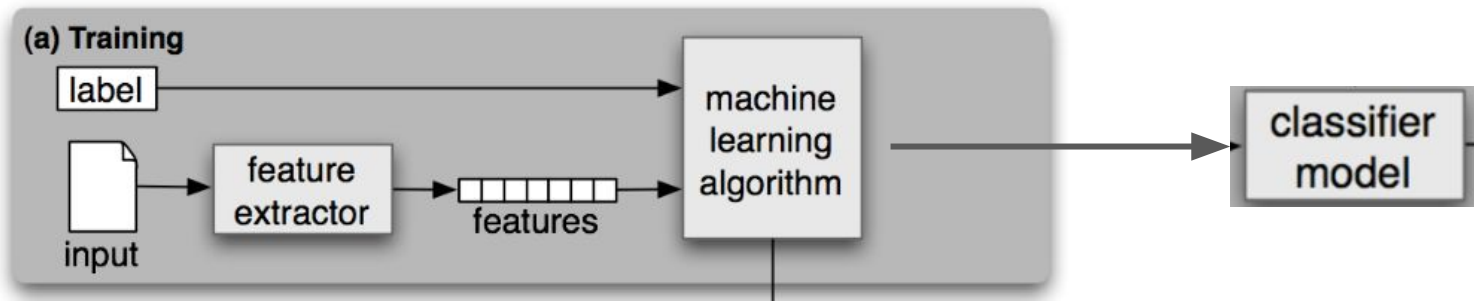 (a) Training
label
machine
learning
algorithm
feature
extractor
features
input
classifier
model